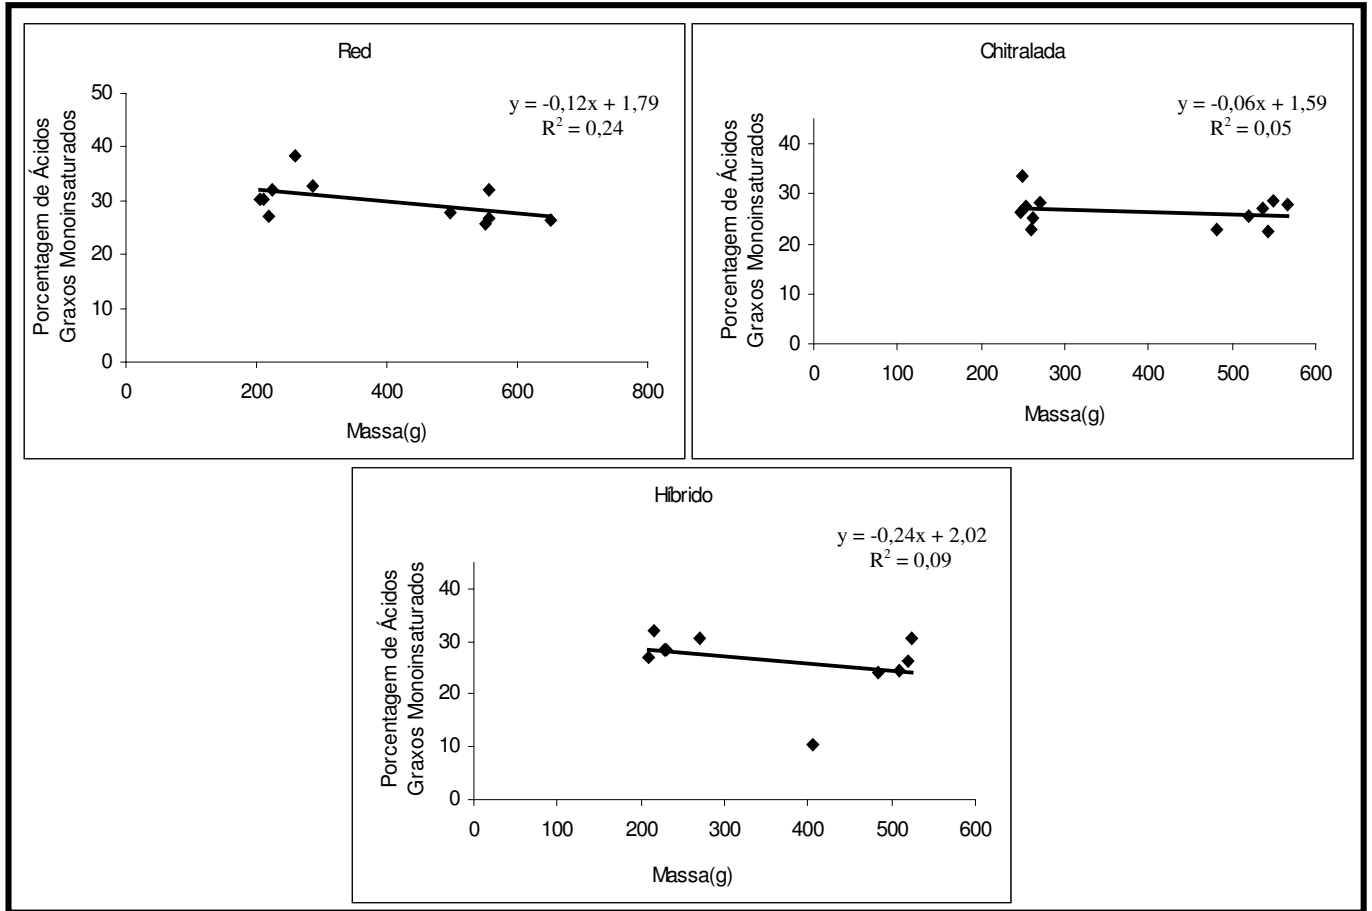 Red
y = -0,12x + 1,79
R² = 0,24
Porcentagem de Ácidos
Graxos Monoinsaturados
50
40
30
20
10
0
0 200 400 600 800
Massa(g)
Chitralada
y = -0,06x + 1,59
R² = 0,05
Porcentagem de Ácidos
Graxos Monoinsaturados
40
30
20
10
0
0 100 200 300 400 500 600
Massa(g)
Híbrido
y = -0,24x + 2,02
R² = 0,09
Porcentagem de Ácidos
Graxos Monoinsaturados
40
30
20
10
0
0 100 200 300 400 500 600
Massa(g)